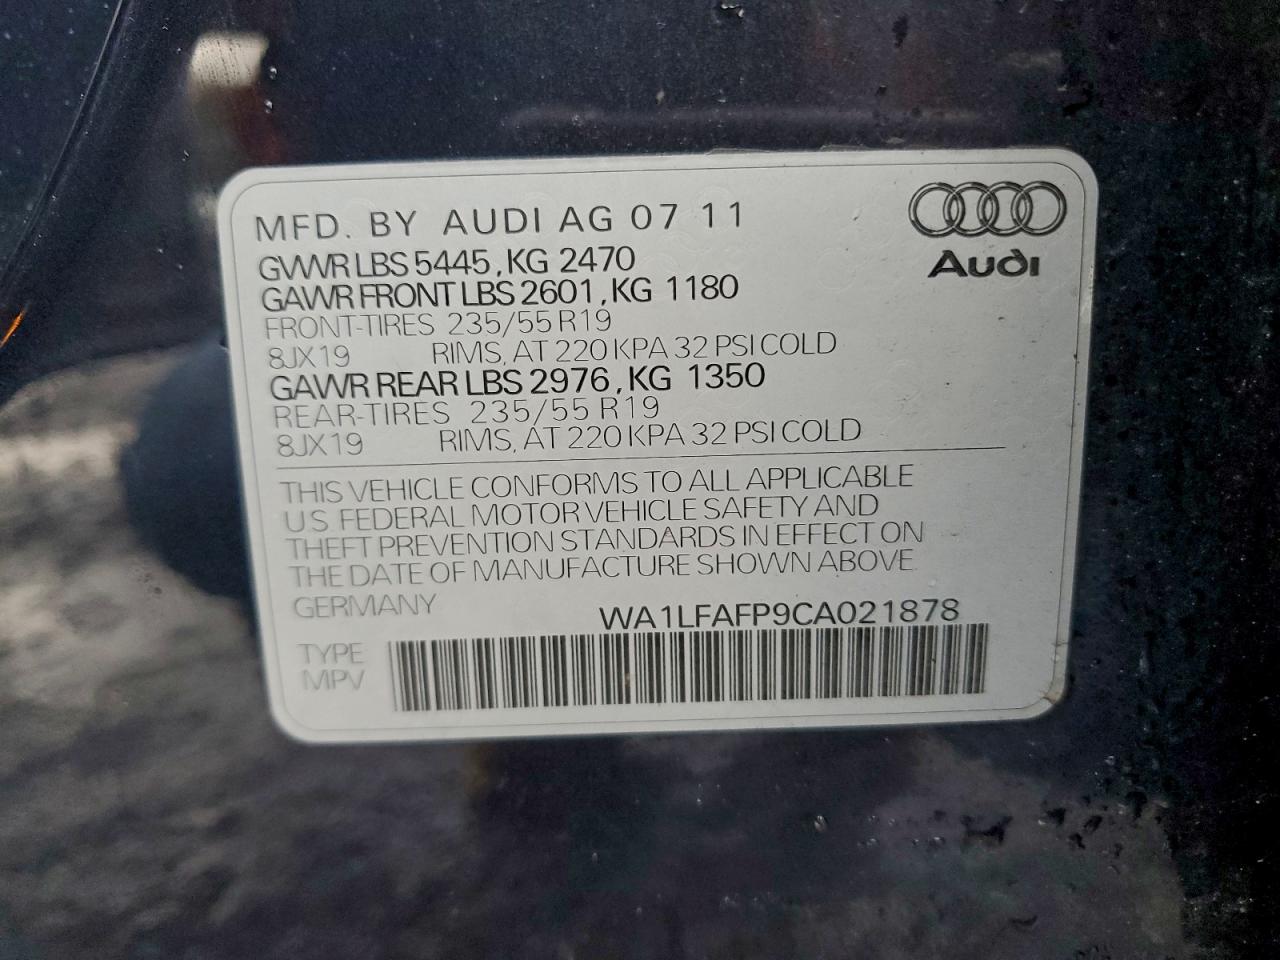 MFD. BY AUDI AG 07 11
Audi
GVWR LBS 5445, KG 2470
GAWR FRONT LBS 2601, KG 1180
FRONT-TIRES 235/55 R19
8JX19 RIMS, AT 220 KPA 32 PSI COLD
GAWR REAR LBS 2976, KG 1350
REAR-TIRES 235/55 R19
8JX19 RIMS, AT 220 KPA 32 PSI COLD
THIS VEHICLE CONFORMS TO ALL APPLICABLE
U.S. FEDERAL MOTOR VEHICLE SAFETY AND
THEFT PREVENTION STANDARDS IN EFFECT ON
THE DATE OF MANUFACTURE SHOWN ABOVE.
GERMANY WA1LFAFP9CA021878
TYPE
MPV